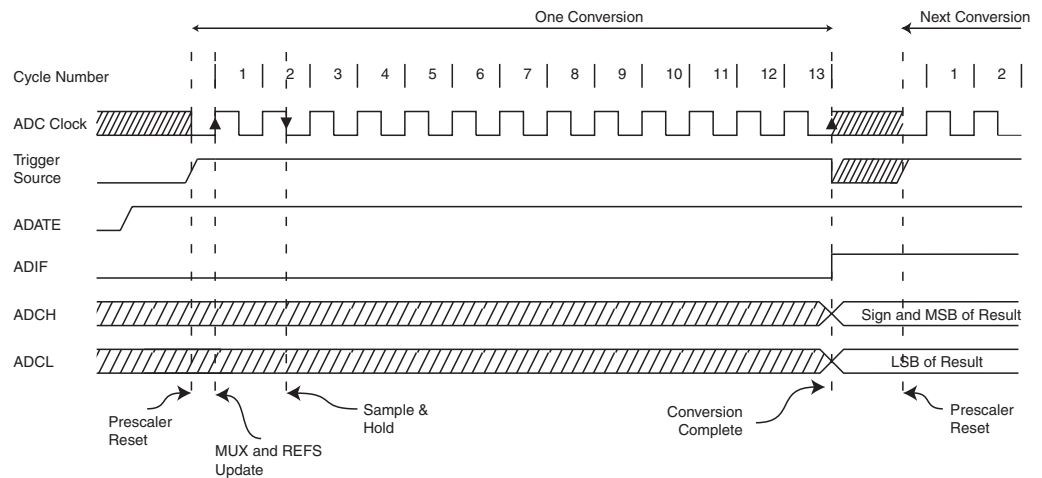 One Conversion
Next Conversion
Cycle Number
1 2 3 4 5 6 7 8 9 10 11 12 13 1 2
ADC Clock
Trigger
Source
ADATE
ADIF
ADCH
Sign and MSB of Result
ADCL
LSB of Result
Prescaler
Reset
MUX and REFS
Update
Sample &
Hold
Conversion
Complete
Prescaler
Reset